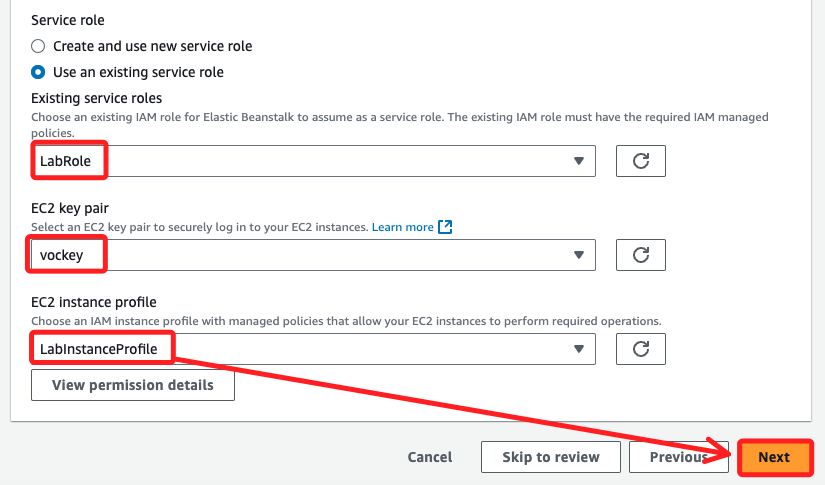 Service role
Create and use new service role
Use an existing service role
Existing service roles
Choose an existing IAM role for Elastic Beanstalk to assume as a service role. The existing IAM role must have the required IAM managed
policies.
LabRole
EC2 key pair
Select an EC2 key pair to securely log in to your EC2 instances. Learn more
vockey
EC2 instance profile
Choose an IAM instance profile with managed policies that allow your EC2 instances to perform required operations.
LabInstanceProfile
View permission details
Cancel Skip to review Previous Next